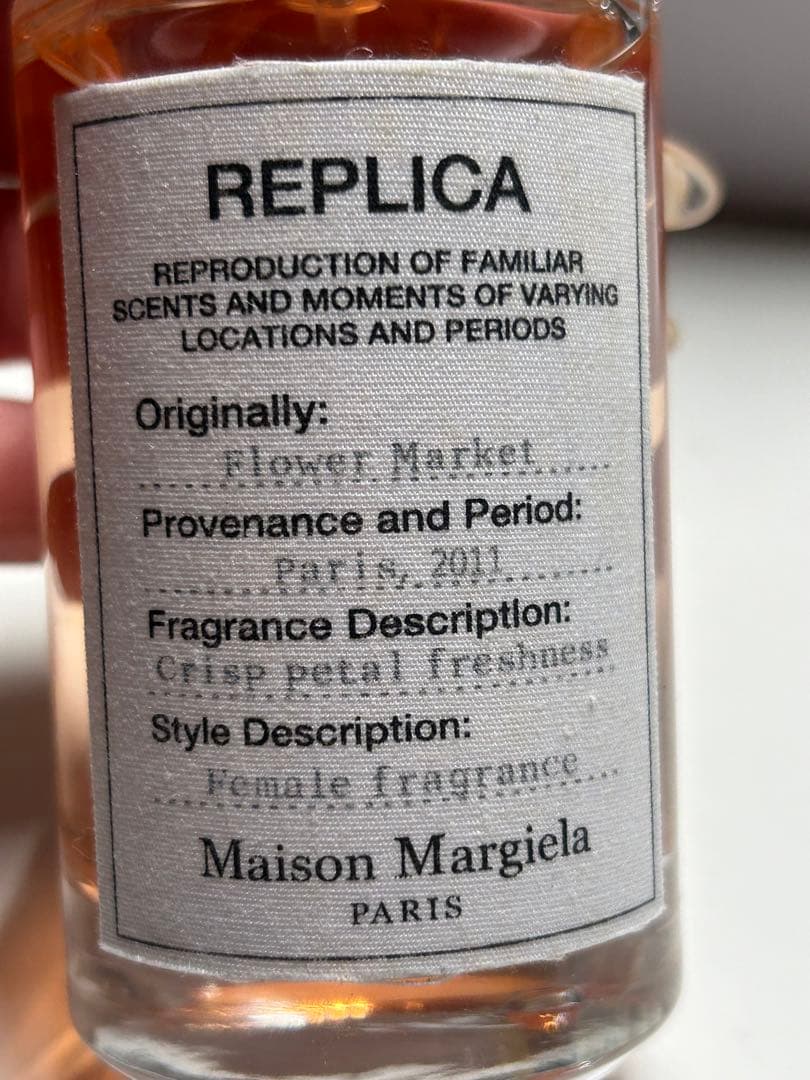 REPLICA
REPRODUCTION OF FAMILIAR
SCENTS AND MOMENTS OF VARYING
LOCATIONS AND PERIODS
Originally:
Flower Market
Provenance and Period:
Paris, 2011
Fragrance Description:
Crisp petal freshness
Style Description:
Female fragrance
Maison Margiela
PARIS